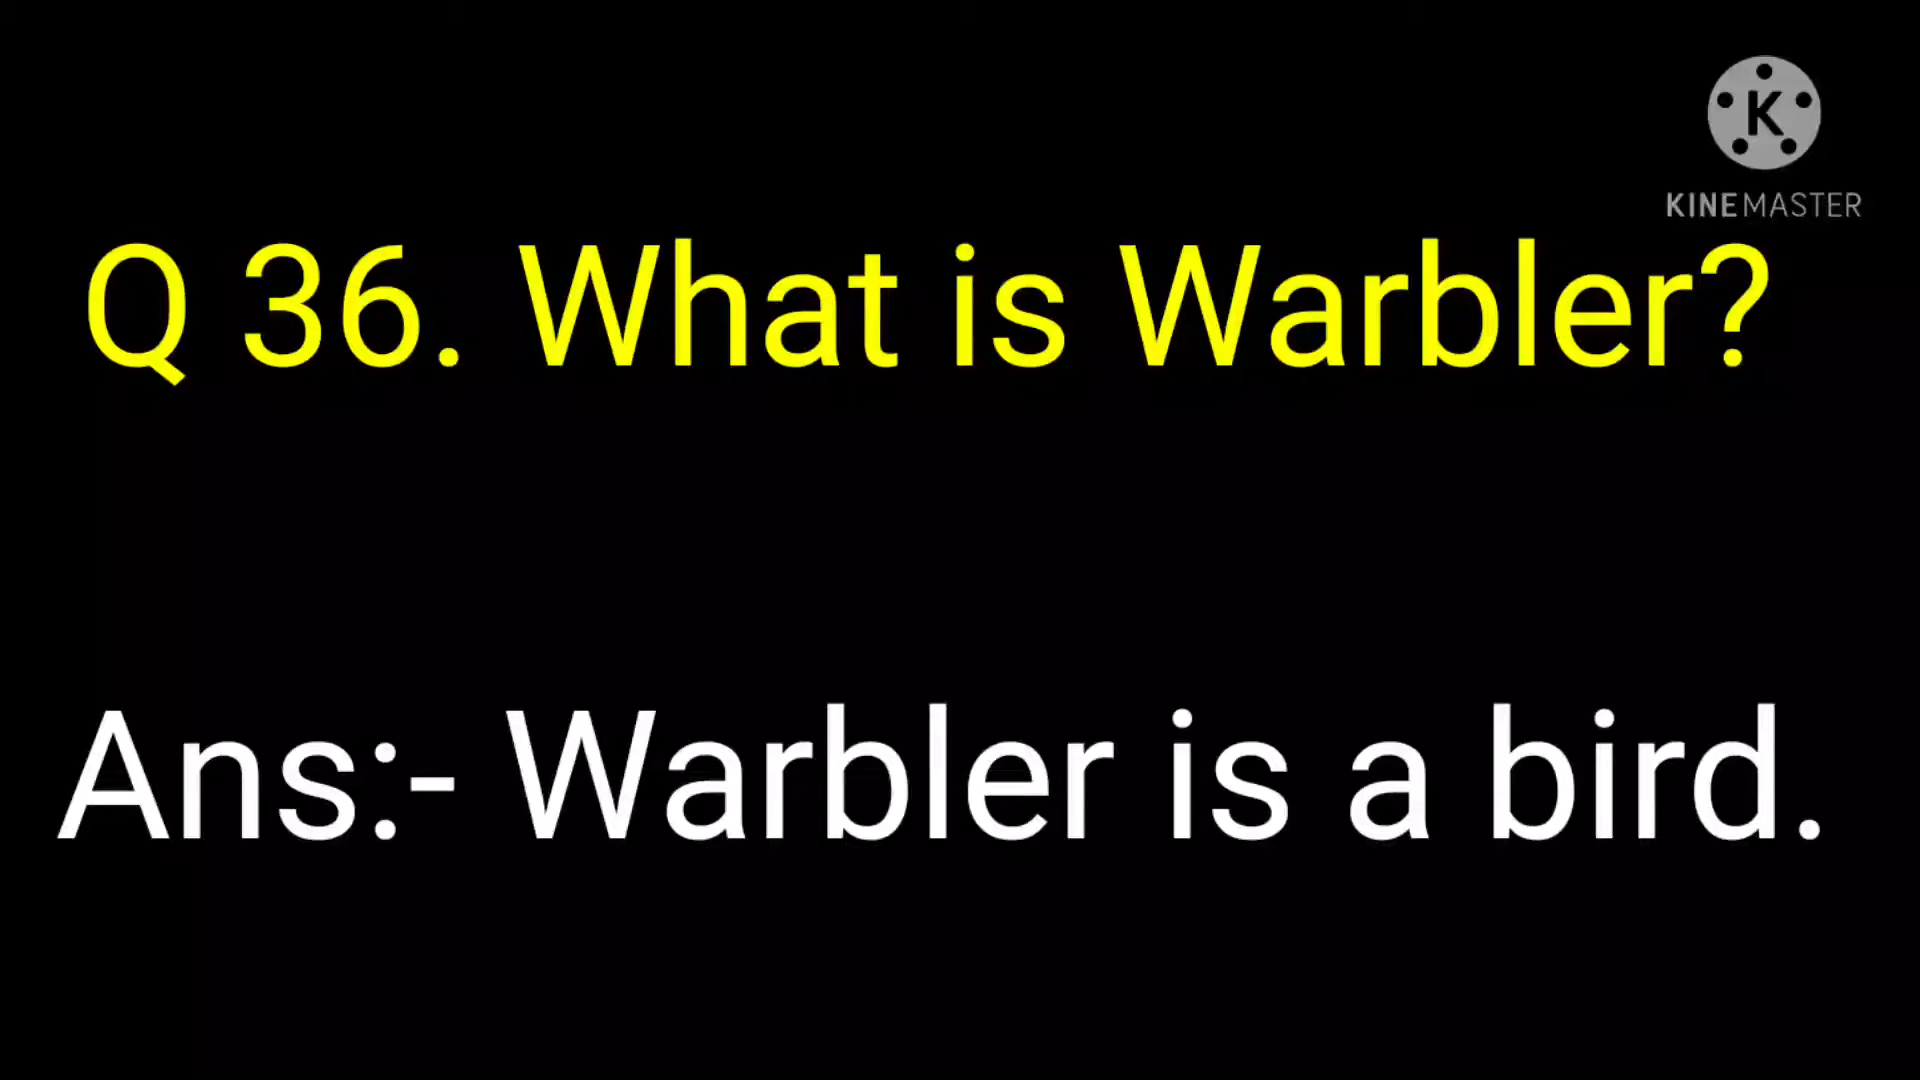 K
KINEMASTER
Q 36. What is Warbler?
Ans:- Warbler is a bird.